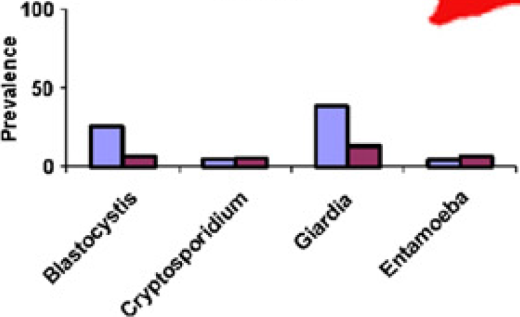 100
Prevalence
50
0
Blastocystis
Cryptosporidium
Giardia
Entamoeba